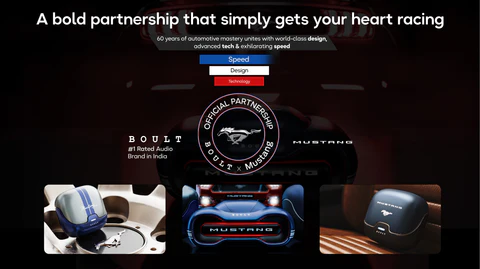 A bold partnership that simply gets your heart racing
60 years of automotive mastery unites with world-class design,
advanced tech & exhilarating speed
Speed
Design
Technology
OFFICIAL PARTNERSHIP
BOULT x Mustang
BOULT
#1 Rated Audio
Brand in India
MUSTANG
MUSTANG